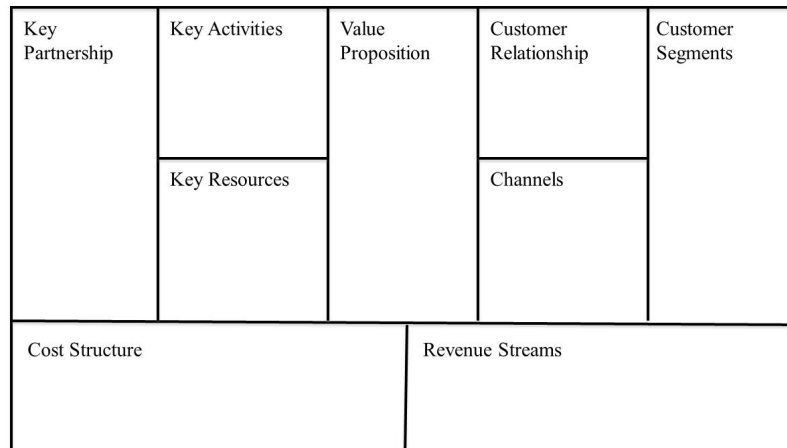 Key
Partnership
Key Activities
Key Resources
Value
Proposition
Customer
Relationship
Channels
Customer
Segments
Cost Structure
Revenue Streams